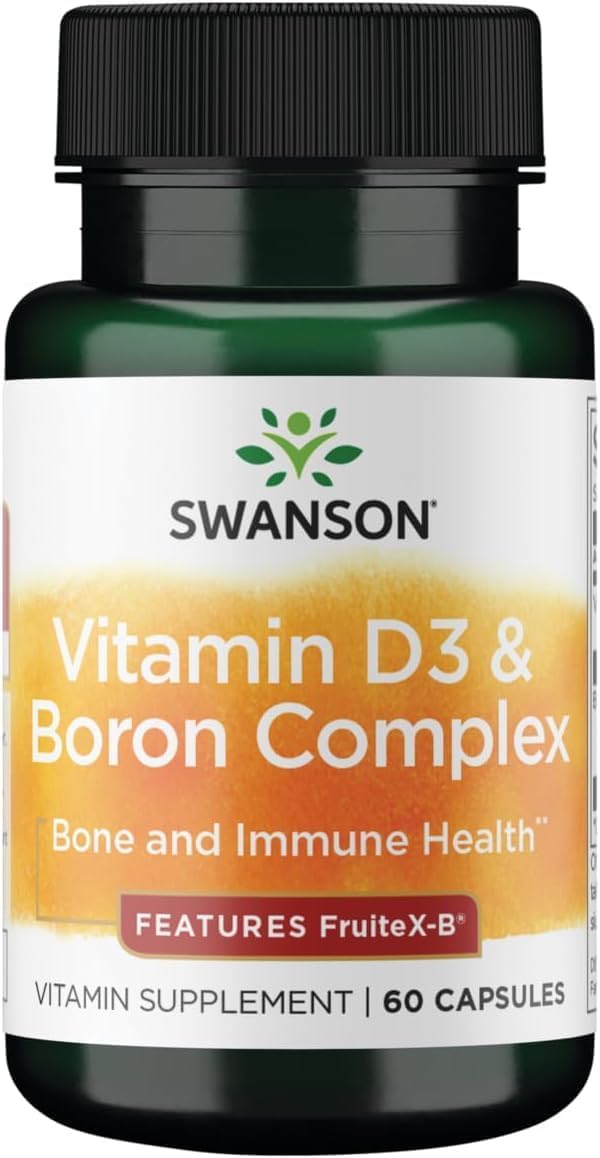 SWANSON®
Vitamin D3 &
Boron Complex
Bone and Immune Health**
FEATURES FruiteX-B®
VITAMIN SUPPLEMENT | 60 CAPSULES